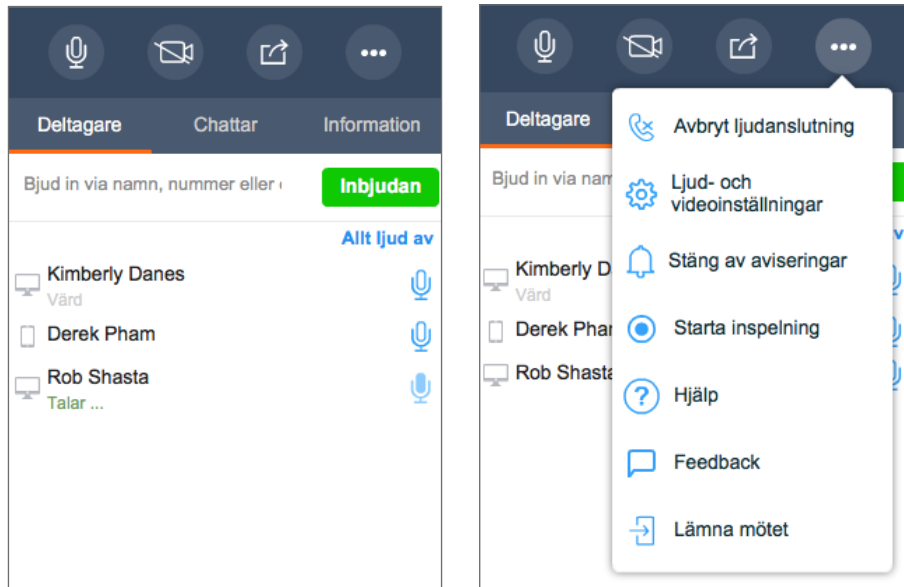 Deltagare Chattar Information
Bjud in via namn, nummer eller Inbjudan
Allt ljud av
Kimberly Danes
Värd
Derek Pham
Rob Shasta
Talar ...
Deltagare
Bjud in via nam
v
Kimberly D
Värd
Derek Phar
Rob Shasta
Avbryt ljudanslutning
Ljud- och
videoinställningar
Stäng av aviseringar
Starta inspelning
? Hjälp
Feedback
Lämna mötet